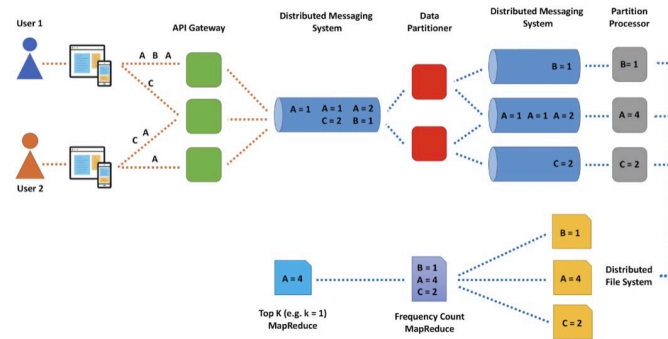 User 1
API Gateway
Distributed Messaging
System
Data
Partitioner
Distributed Messaging
System
Partition
Processor
A B A
C
A
C
A
User 2
A = 1 A = 1 A = 2
C = 2 B = 1
B = 1
A = 1 A = 1 A = 2
C = 2
B= 1
A = 4
C = 2
A = 4
Top K (e.g. k = 1)
MapReduce
B = 1
A = 4
C = 2
Frequency Count
MapReduce
B = 1
A = 4
C = 2
Distributed
File System